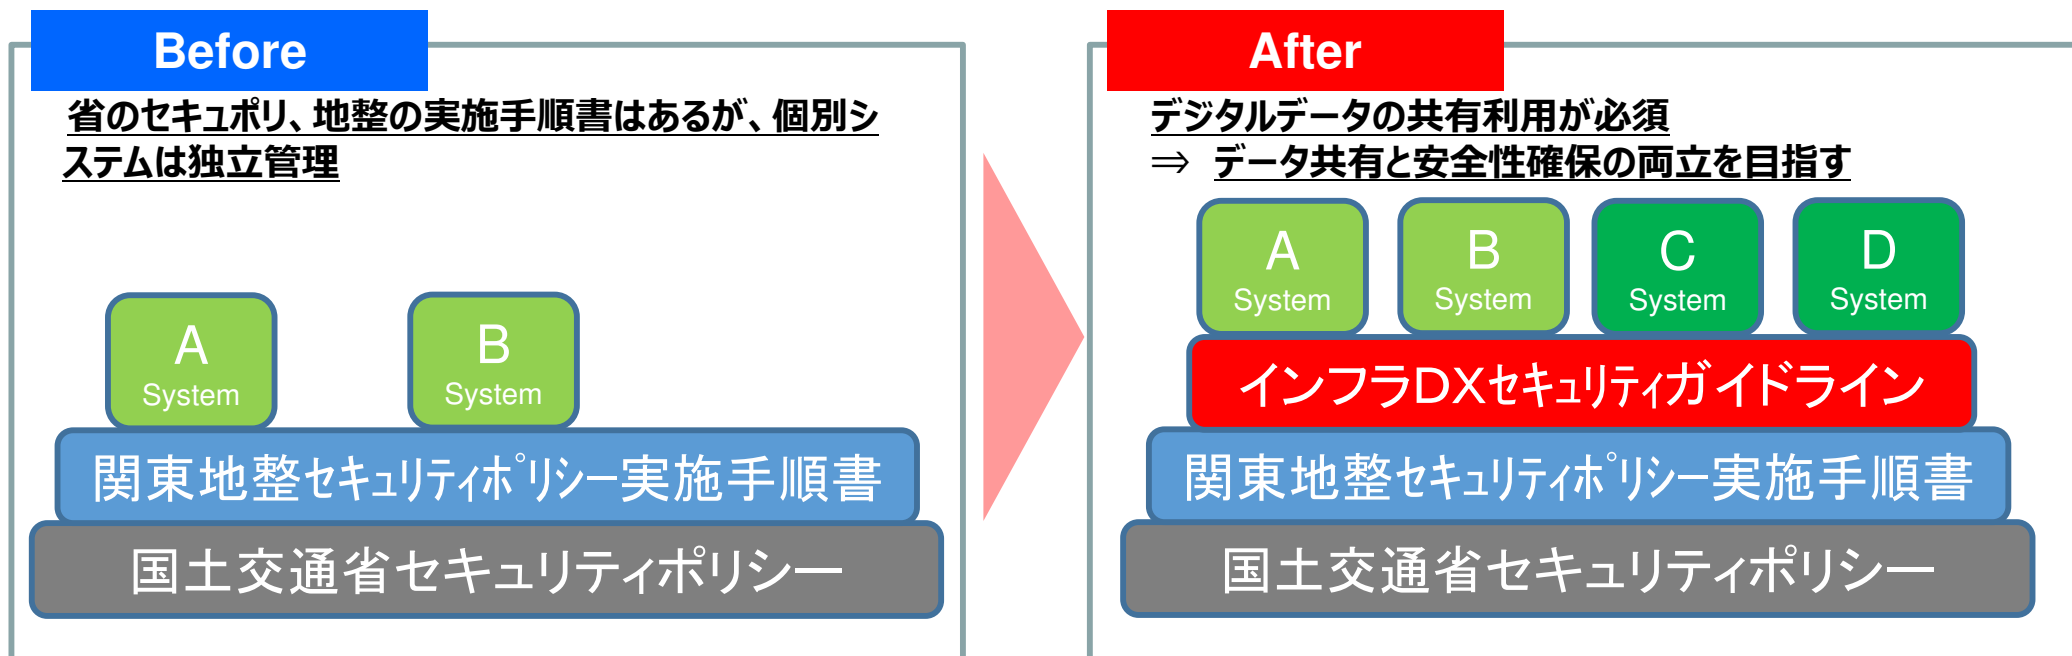 Before
省のセキュポリ、地整の実施手順書はあるが、個別シ
ステムは独立管理
A
System
B
System
関東地整セキュリティポリシー実施手順書
国土交通省セキュリティポリシー
After
デジタルデータの共有利用が必須
⇒ データ共有と安全性確保の両立を目指す
A
System
B
System
C
System
D
System
インフラDXセキュリティガイドライン
関東地整セキュリティポリシー実施手順書
国土交通省セキュリティポリシー